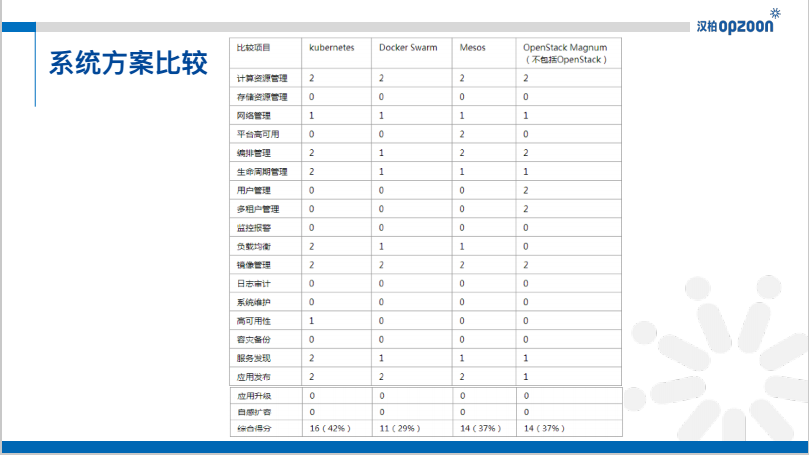 汉柏opzoon
系统方案比较
比较项目 kubernetes Docker Swarm Mesos OpenStack Magnum
（不包括OpenStack）
计算资源管理 2 2 2 2
存储资源管理 0 0 0 0
网络管理 1 1 1 1
平台高可用 0 0 2 0
编排管理 2 1 2 2
生命周期管理 2 1 1 1
用户管理 0 0 0 2
多租户管理 0 0 0 2
监控报警 0 0 0 0
负载均衡 2 1 1 0
镜像管理 2 2 2 2
日志审计 0 0 0 0
系统维护 0 0 0 0
高可用性 1 0 0 0
容灾备份 0 0 0 0
服务发现 2 1 1 1
应用发布 2 2 2 1
应用升级 0 0 0 0
自感扩容 0 0 0 0
综合得分 16（42%） 11（29%） 14（37%） 14（37%）